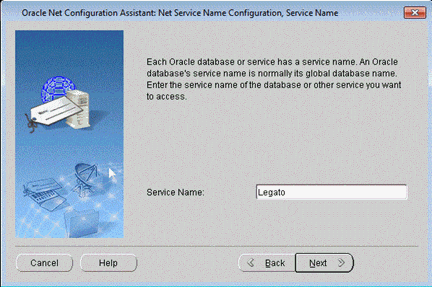 Oracle Net Configuration Assistant: Net Service Name Configuration, Service Name
Each Oracle database or service has a service name. An Oracle
database's service name is normally its global database name.
Enter the service name of the database or other service you want
to access.
Service Name:
Legato
Cancel
Help
Back
Next